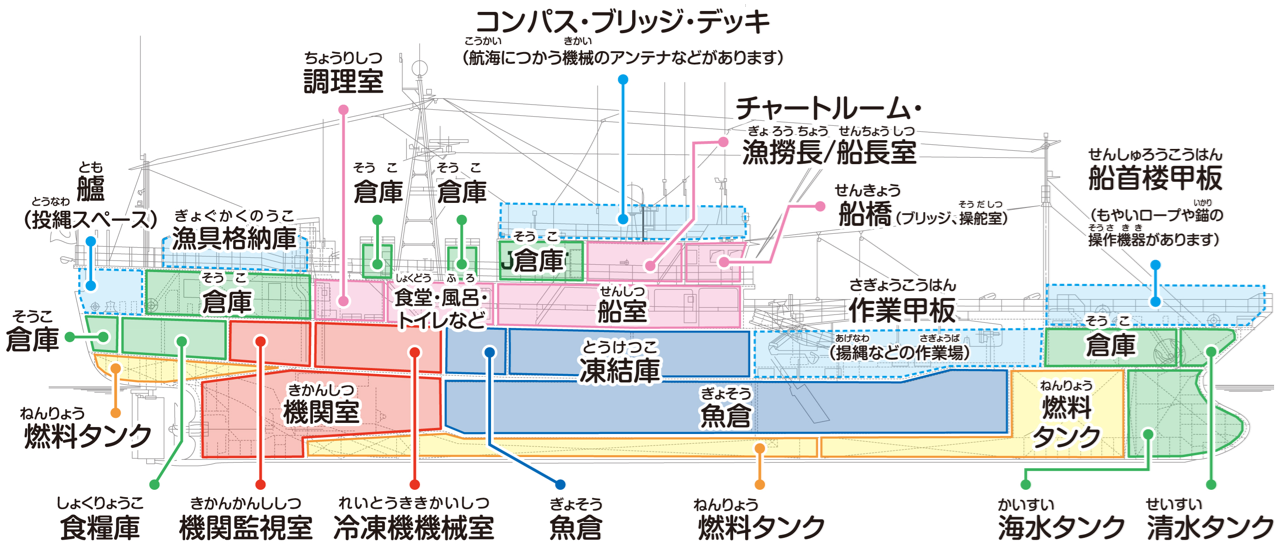 コンパス・ブリッジ・デッキ
こうかい きかい
（航海につかう機械のアンテナなどがあります）
ちょうりしつ
調理室
チャートルーム・
ぎょ ろう ちょう せんちょう しつ
漁撈長/船長室
とも
艫
とうなわ
（投縄スペース）
ぎょぐかくのうこ
漁具格納庫
そう こ
倉庫
そう こ
倉庫
せんきょう
船橋
そう だ しつ
（ブリッジ、操舵室）
せんしゅろうこうはん
船首楼甲板
いかり
（もやいロープや錨の
そう さ き き
操作機器があります）
そう こ
倉庫
そう こ
倉庫
しょくどう ふ ろ
食堂・風呂・
トイレなど
せんしつ
船室
さぎょうこうはん
作業甲板
あげなわ さぎょうば
（揚縄などの作業場）
そうこ
倉庫
とうけつこ
凍結庫
そう こ
倉庫
ねんりょう
燃料タンク
きかんしつ
機関室
ぎょそう
魚倉
ねんりょう
燃料
タンク
しょくりょうこ
食糧庫
きかんかんししつ
機関監視室
れいとうききかいしつ
冷凍機機械室
ぎょそう
魚倉
ねんりょう
燃料タンク
かいすい
海水タンク
せいすい
清水タンク